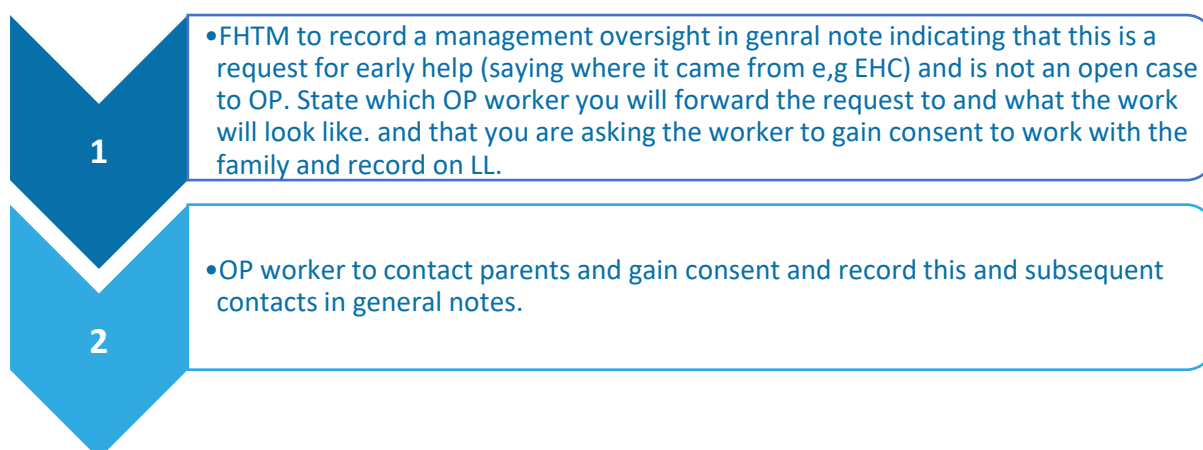 1
•FHTM to record a management oversight in genral note indicating that this is a
request for early help (saying where it came from e,g EHC) and is not an open case
to OP. State which OP worker you will forward the request to and what the work
will look like. and that you are asking the worker to gain consent to work with the
family and record on LL.
2
•OP worker to contact parents and gain consent and record this and subsequent
contacts in general notes.